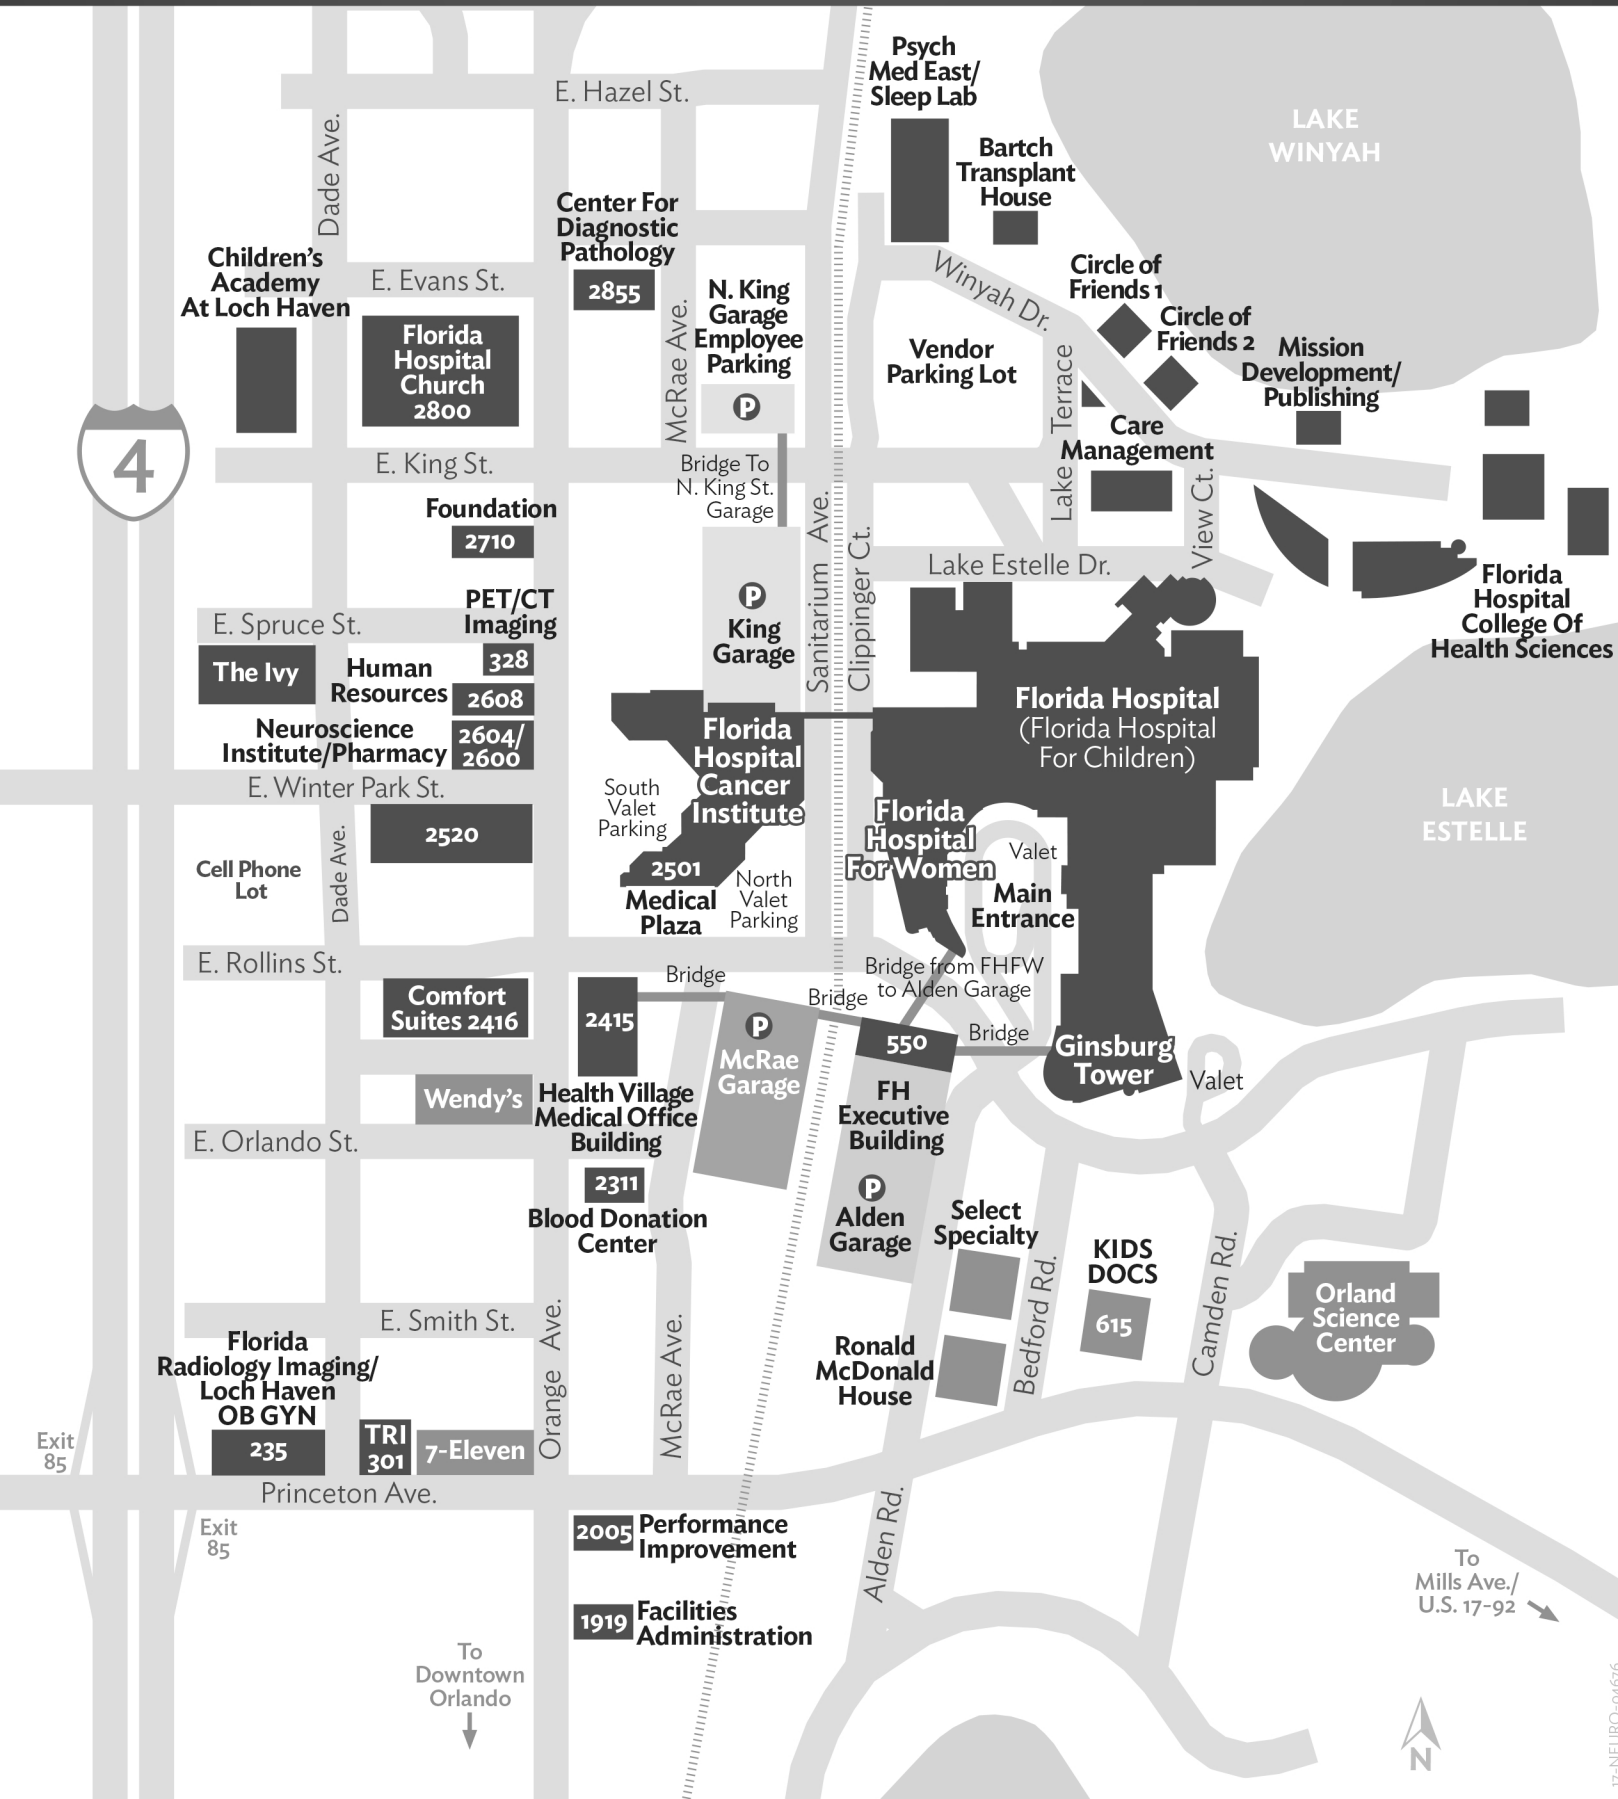 Psych
Med East/
Sleep Lab
E. Hazel St.
LAKE
WINYAH
Dade Ave.
Bartch
Transplant
House
Center For
Diagnostic
Pathology
2855
Children's
Academy
At Loch Haven
E. Evans St.
Winyah Dr.
Circle of
Friends 1
Circle of
Friends 2
N. King
Garage
Employee
Parking
P
McRae Ave.
Florida
Hospital
Church
2800
Vendor
Parking Lot
Lake Terrace
Mission
Development/
Publishing
Care
Management
4
E. King St.
Bridge To
N. King St.
Garage
View Ct.
Foundation
2710
Sanitarium Ave.
Clippinger Ct.
Lake Estelle Dr.
Florida
Hospital
College Of
Health Sciences
P
King
Garage
PET/CT
Imaging
328
E. Spruce St.
The Ivy
Human
Resources
2608
Neuroscience
Institute/Pharmacy
2604/
2600
Florida Hospital
(Florida Hospital
For Children)
Florida
Hospital
Cancer
Institute
E. Winter Park St.
South
Valet
Parking
LAKE
ESTELLE
Florida
Hospital
For Women
2520
Dade Ave.
Cell Phone
Lot
Valet
Main
Entrance
2501
Medical
Plaza
North
Valet
Parking
E. Rollins St.
Bridge
Bridge
Bridge from FHFW
to Alden Garage
Comfort
Suites 2416
2415
P
McRae
Garage
550
Bridge
Ginsburg
Tower
Valet
Wendy's
Health Village
Medical Office
Building
FH
Executive
Building
E. Orlando St.
2311
Blood Donation
Center
P
Alden
Garage
Select
Specialty
KIDS
DOCS
615
Bedford Rd.
Camden Rd.
Orland
Science
Center
E. Smith St.
Florida
Radiology Imaging/
Loch Haven
OB GYN
235
Orange Ave.
McRae Ave.
Ronald
McDonald
House
TRI
301
7-Eleven
Exit
85
Princeton Ave.
Exit
85
2005
Performance
Improvement
Alden Rd.
1919
Facilities
Administration
To
Mills Ave./
U.S. 17-92
To
Downtown
Orlando
N
17-NEURO-04676